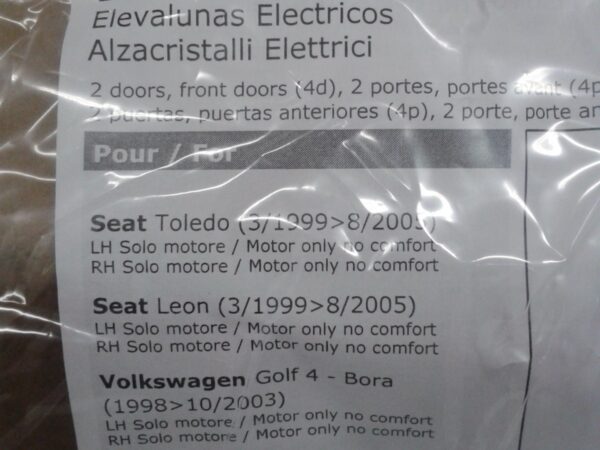 Elevalunas Electricos
Alzacristalli Elettrici
2 doors, front doors (4d), 2 portes, portes avant (4p
2 puertas, puertas anteriores (4p), 2 porte, porte an
Pour / For
Seat Toledo (3/1999>8/2005)
LH Solo motore / Motor only no comfort
RH Solo motore / Motor only no comfort
Seat Leon (3/1999>8/2005)
LH Solo motore / Motor only no comfort
RH Solo motore / Motor only no comfort
Volkswagen Golf 4 - Bora
(1998>10/2003)
LH Solo motore / Motor only no comfort
RH Solo motore / Motor only no comfort